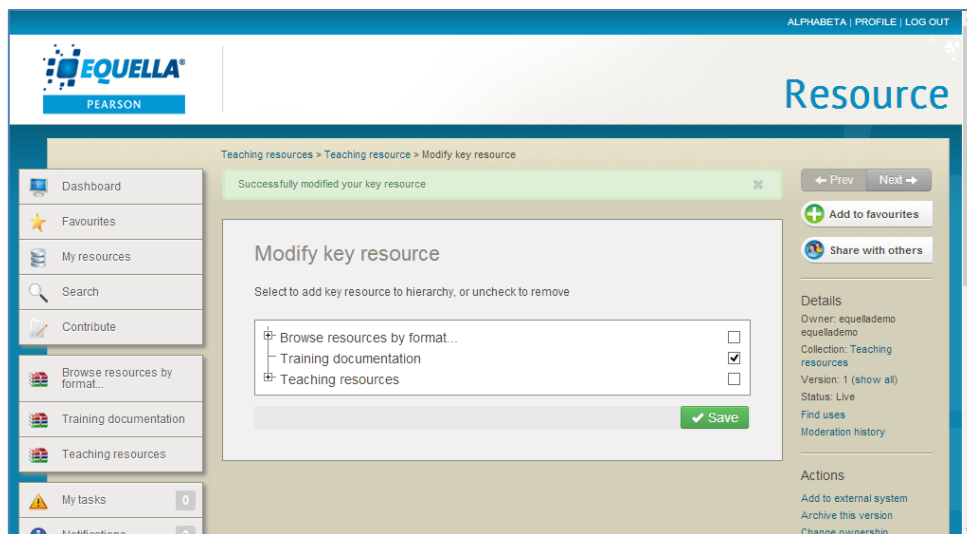 ALPHABETA | PROFILE | LOG OUT
EQUELLA®
PEARSON
Resource
Teaching resources > Teaching resource > Modify key resource
Successfully modified your key resource
Dashboard
Favourites
My resources
Search
Contribute
Browse resources by
format...
Training documentation
Teaching resources
My tasks 0
Notifications
Modify key resource
Select to add key resource to hierarchy, or uncheck to remove
Browse resources by format...
Training documentation
Teaching resources
Save
Prev Next
Add to favourites
Share with others
Details
Owner: equellademo
equellademo
Collection: Teaching
resources
Version: 1 (show all)
Status: Live
Find uses
Moderation history
Actions
Add to external system
Archive this version
Change ownership